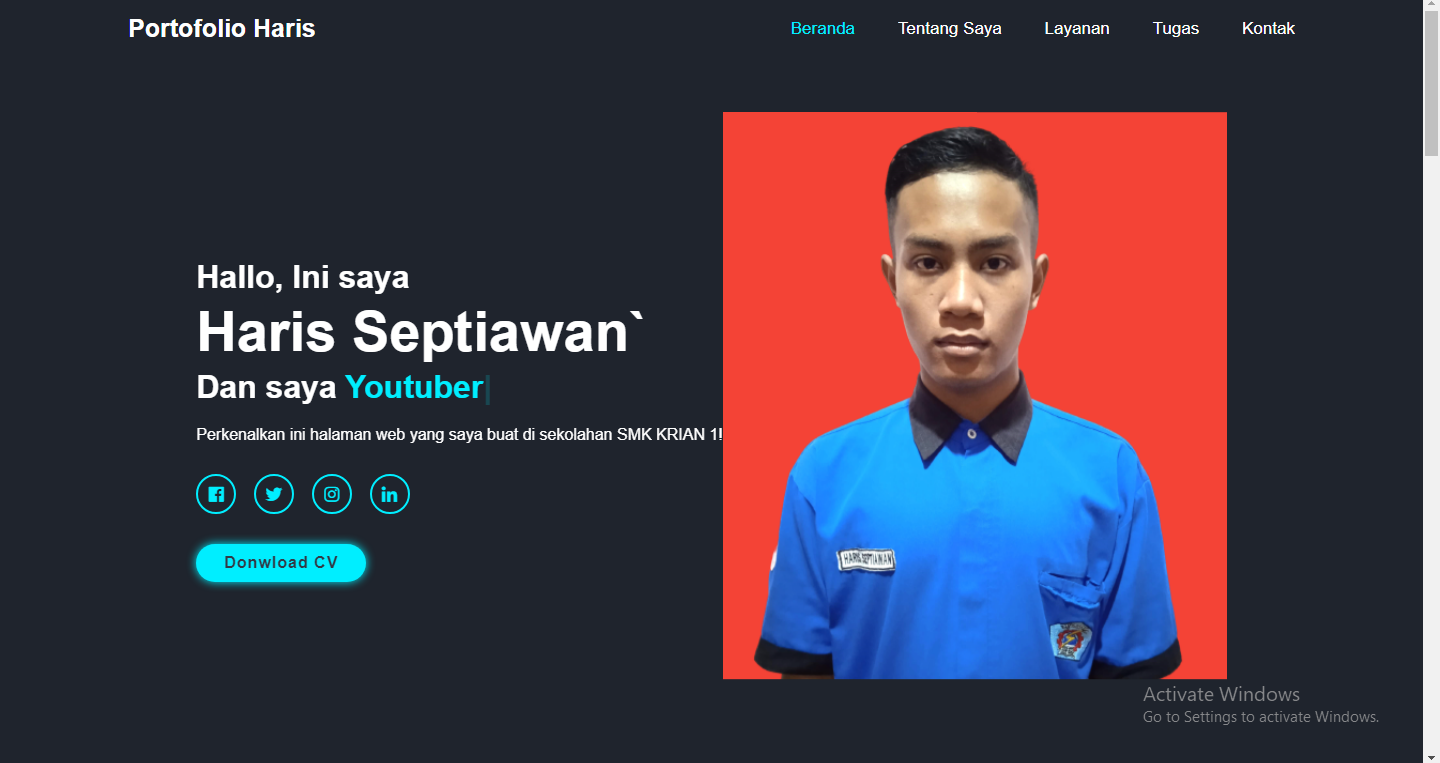 Portofolio Haris
Beranda Tentang Saya Layanan Tugas Kontak
Hallo, Ini saya
Haris Septiawan`
Dan saya Youtuber|
Perkenalkan ini halaman web yang saya buat di sekolahan SMK KRIAN 1!
Donwload CV
HARIS SEPTIAWAN
Activate Windows
Go to Settings to activate Windows.